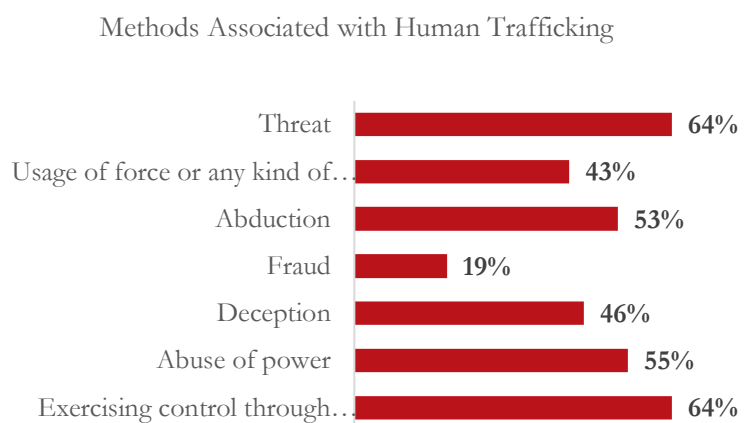 Methods Associated with Human Trafficking
Threat 64%
Usage of force or any kind of… 43%
Abduction 53%
Fraud 19%
Deception 46%
Abuse of power 55%
Exercising control through… 64%